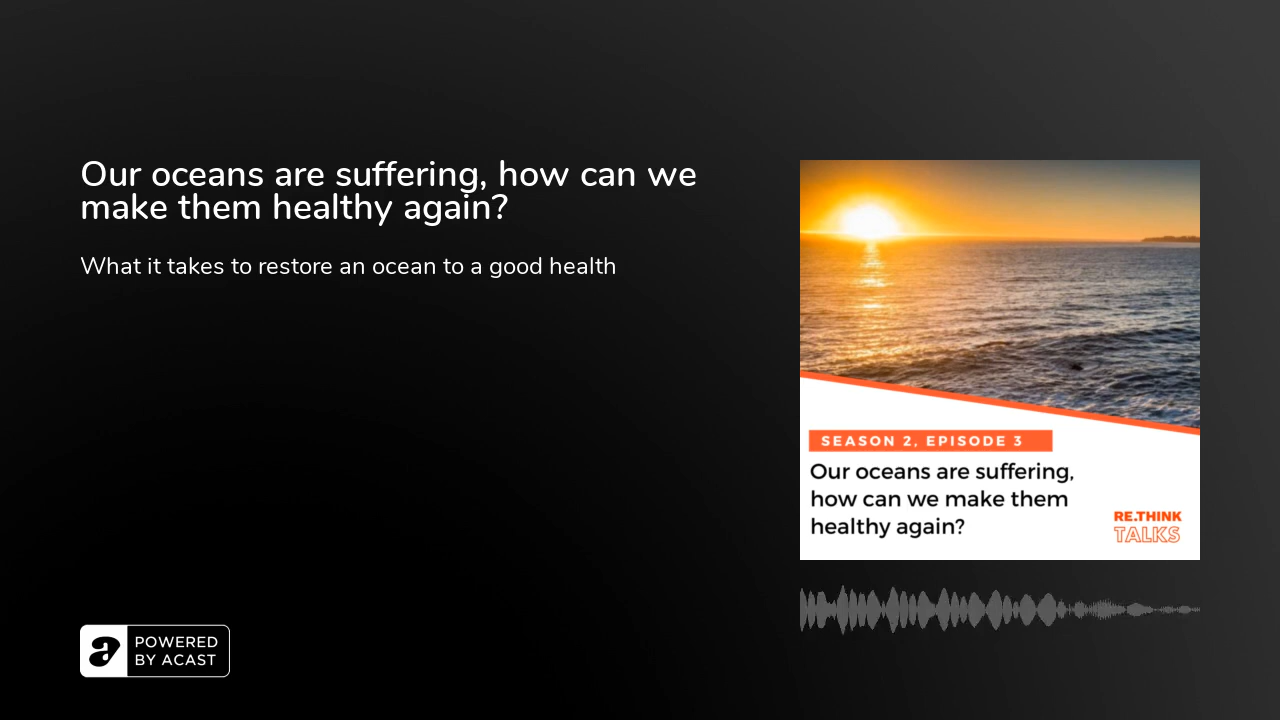 Our oceans are suffering, how can we
make them healthy again?
What it takes to restore an ocean to a good health
SEASON 2, EPISODE 3
Our oceans are suffering,
how can we make them
healthy again?
RE.THINK
TALKS
a
POWERED
BY ACAST